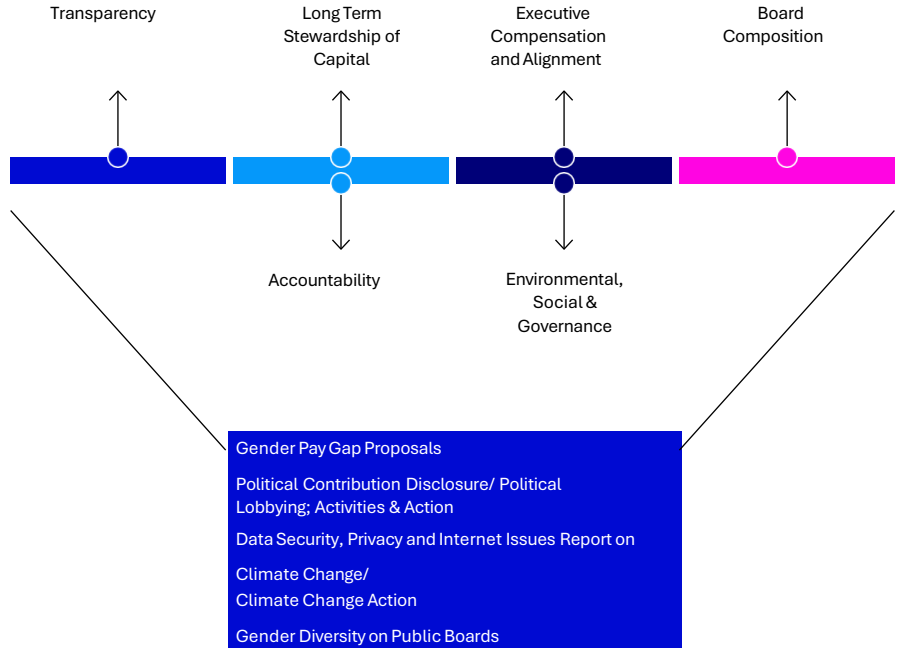 Transparency
Long Term
Stewardship of
Capital
Executive
Compensation
and Alignment
Board
Composition
Accountability
Environmental,
Social &
Governance
Gender Pay Gap Proposals
Political Contribution Disclosure/ Political
Lobbying; Activities & Action
Data Security, Privacy and Internet Issues Report on
Climate Change/
Climate Change Action
Gender Diversity on Public Boards